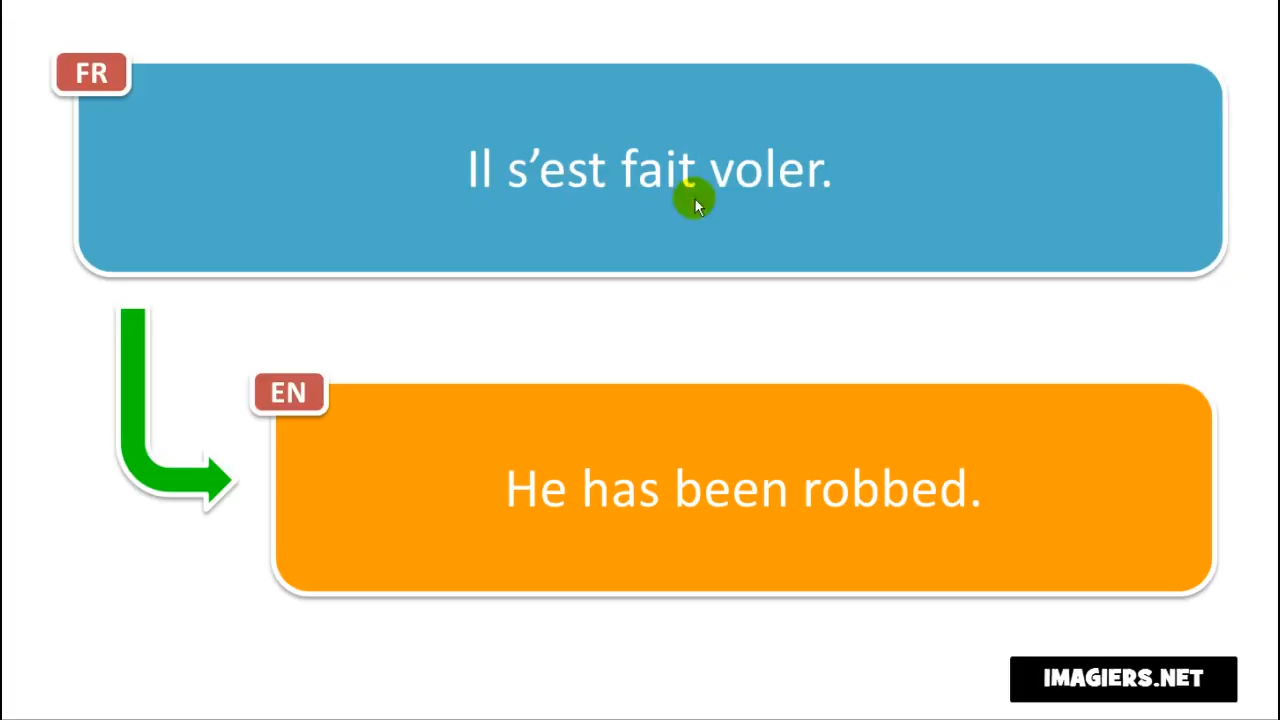 FR
Il s’est fait voler.
EN
He has been robbed.
IMAGIERS.NET